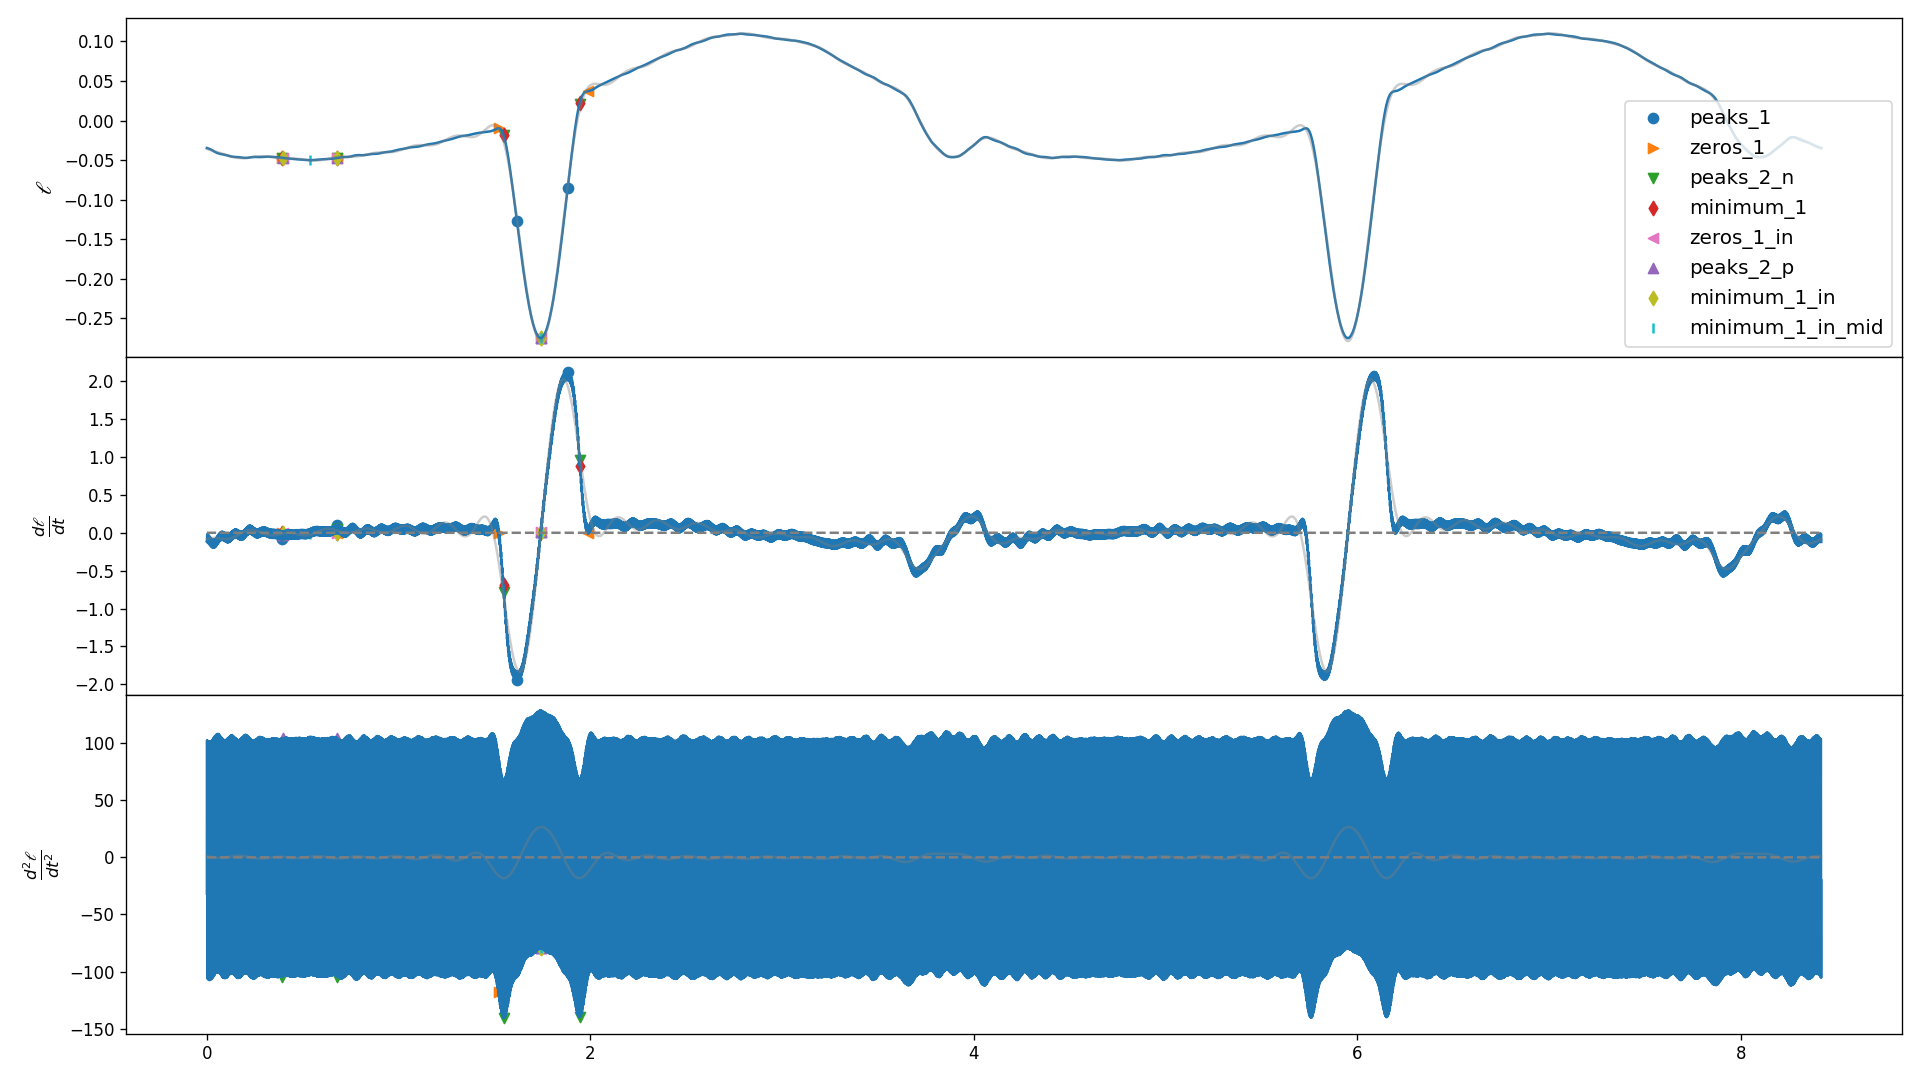 0.10
0.05
0.00
−0.05
−0.10
−0.15
−0.20
−0.25
ℓ
peaks_1
zeros_1
peaks_2_n
minimum_1
zeros_1_in
peaks_2_p
minimum_1_in
minimum_1_in_mid
2.0
1.5
1.0
0.5
0.0
−0.5
−1.0
−1.5
−2.0
dℓ/dt
100
50
0
−50
−100
−150
d²ℓ/dt²
0 2 4 6 8